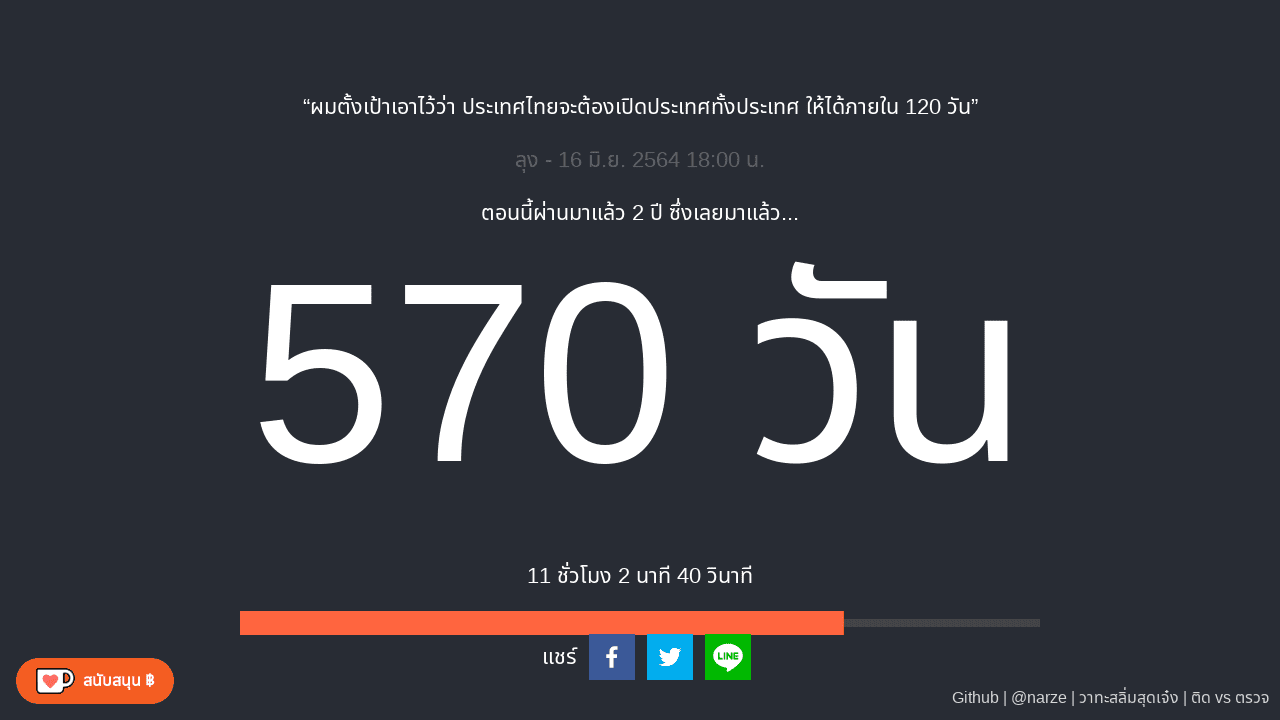 “ผมตั้งเป้าเอาไว้ว่า ประเทศไทยจะต้องเปิดประเทศทั้งประเทศ ให้ได้ภายใน 120 วัน”
ลุง - 16 มิ.ย. 2564 18:00 น.
ตอนนี้ผ่านมาแล้ว 2 ปี ซึ่งเลยมาแล้ว...
570 วัน
11 ชั่วโมง 2 นาที 40 วินาที
แชร์
LINE
สนับสนุน ฿
Github | @narze | วาทะสลิ่มสุดเจ๋ง | ติด vs ตรวจ